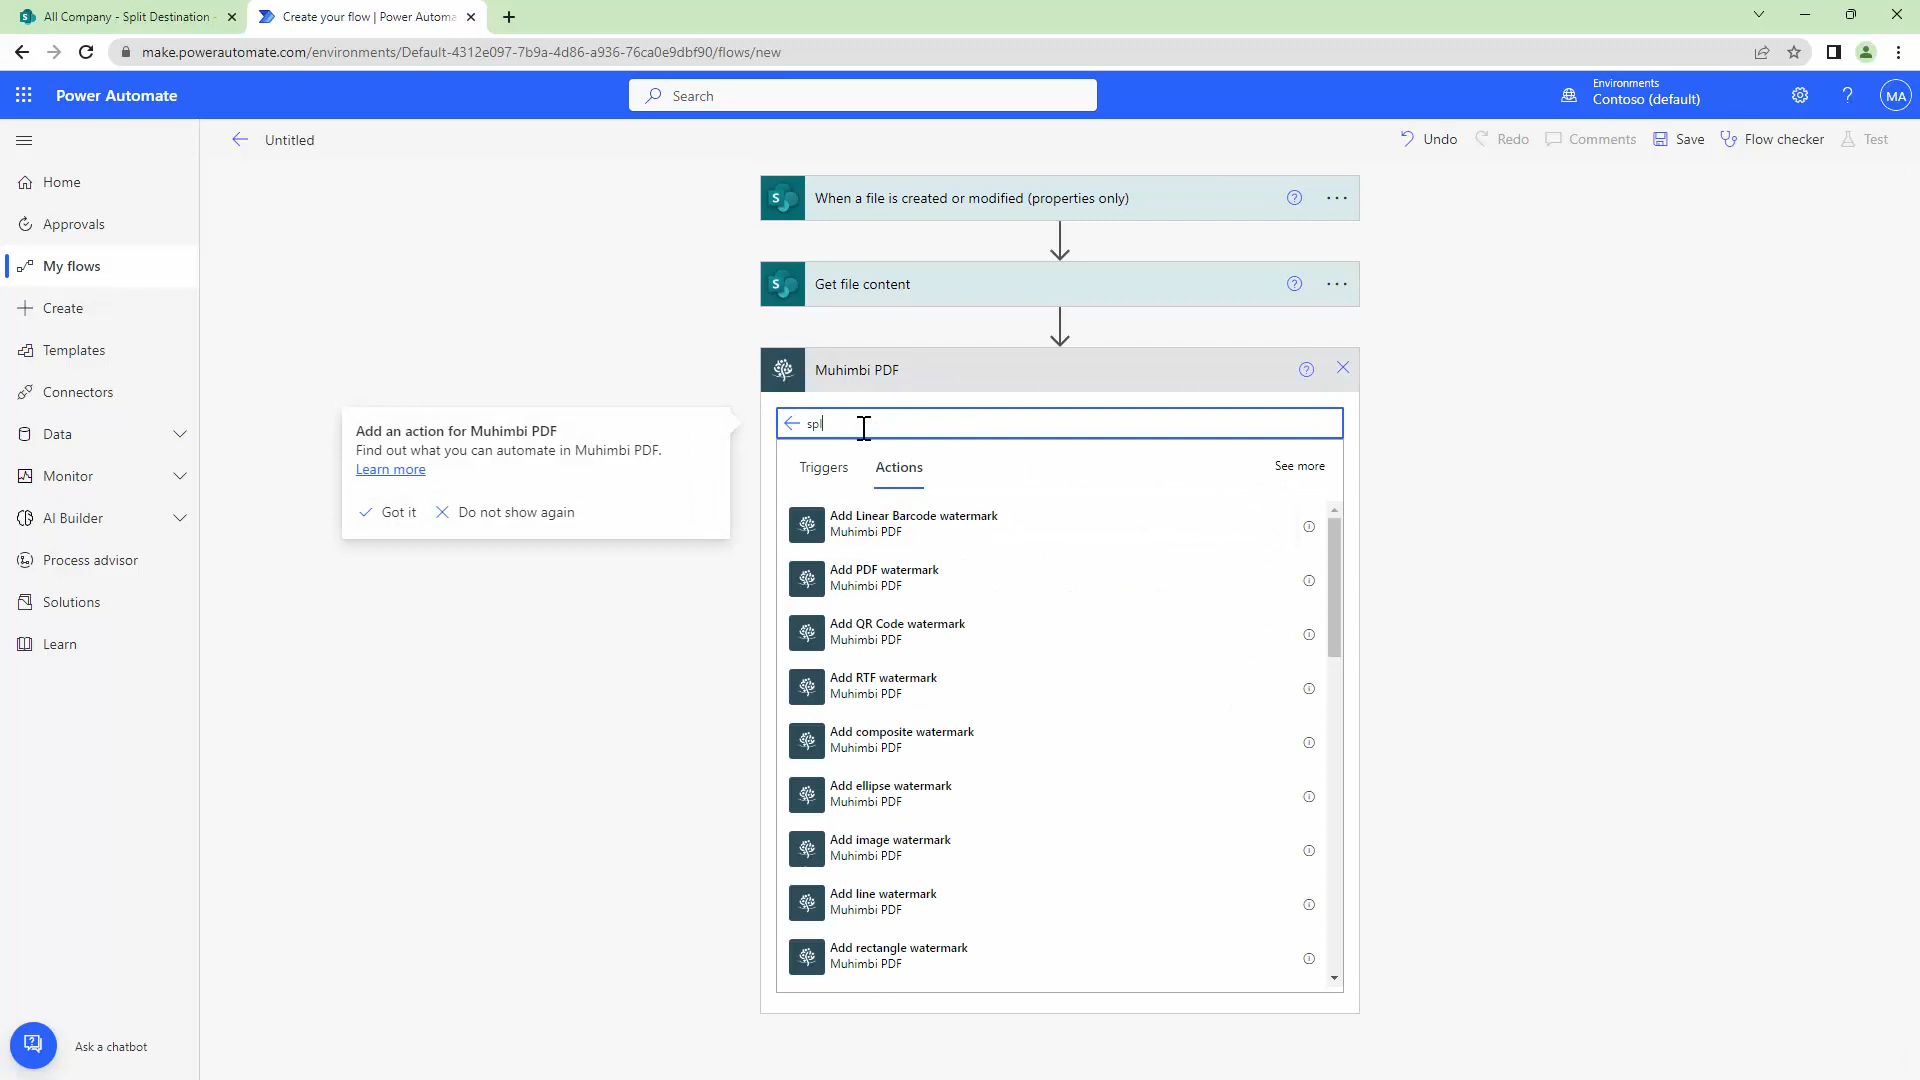 All Company - Split Destination -
Create your flow | Power Automa
make.powerautomate.com/environments/Default-4312e097-7b9a-4d86-a936-76ca0e9dbf90/flows/new
Power Automate
Search
Environments
Contoso (default)
?
MA
Untitled
Undo
Redo
Comments
Save
Flow checker
Test
Home
Approvals
My flows
Create
Templates
Connectors
Data
Monitor
AI Builder
Process advisor
Solutions
Learn
Ask a chatbot
S
When a file is created or modified (properties only)
S
Get file content
Muhimbi PDF
Add an action for Muhimbi PDF
Find out what you can automate in Muhimbi PDF.
Learn more
Got it
Do not show again
spl
Triggers
Actions
See more
Add Linear Barcode watermark
Muhimbi PDF
Add PDF watermark
Muhimbi PDF
Add QR Code watermark
Muhimbi PDF
Add RTF watermark
Muhimbi PDF
Add composite watermark
Muhimbi PDF
Add ellipse watermark
Muhimbi PDF
Add image watermark
Muhimbi PDF
Add line watermark
Muhimbi PDF
Add rectangle watermark
Muhimbi PDF